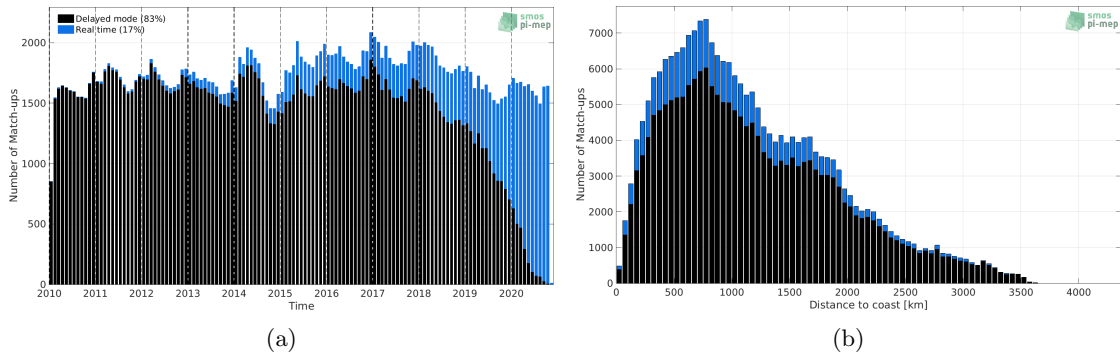 Delayed mode (83%)
Real time (17%)
smos
pi-mep
Number of Match-ups
2000
1500
1000
500
0
2010 2011 2012 2013 2014 2015 2016 2017 2018 2019 2020
Time
(a)
smos
pi-mep
Number of Match-ups
7000
6000
5000
4000
3000
2000
1000
0
0 500 1000 1500 2000 2500 3000 3500 4000
Distance to coast [km]
(b)